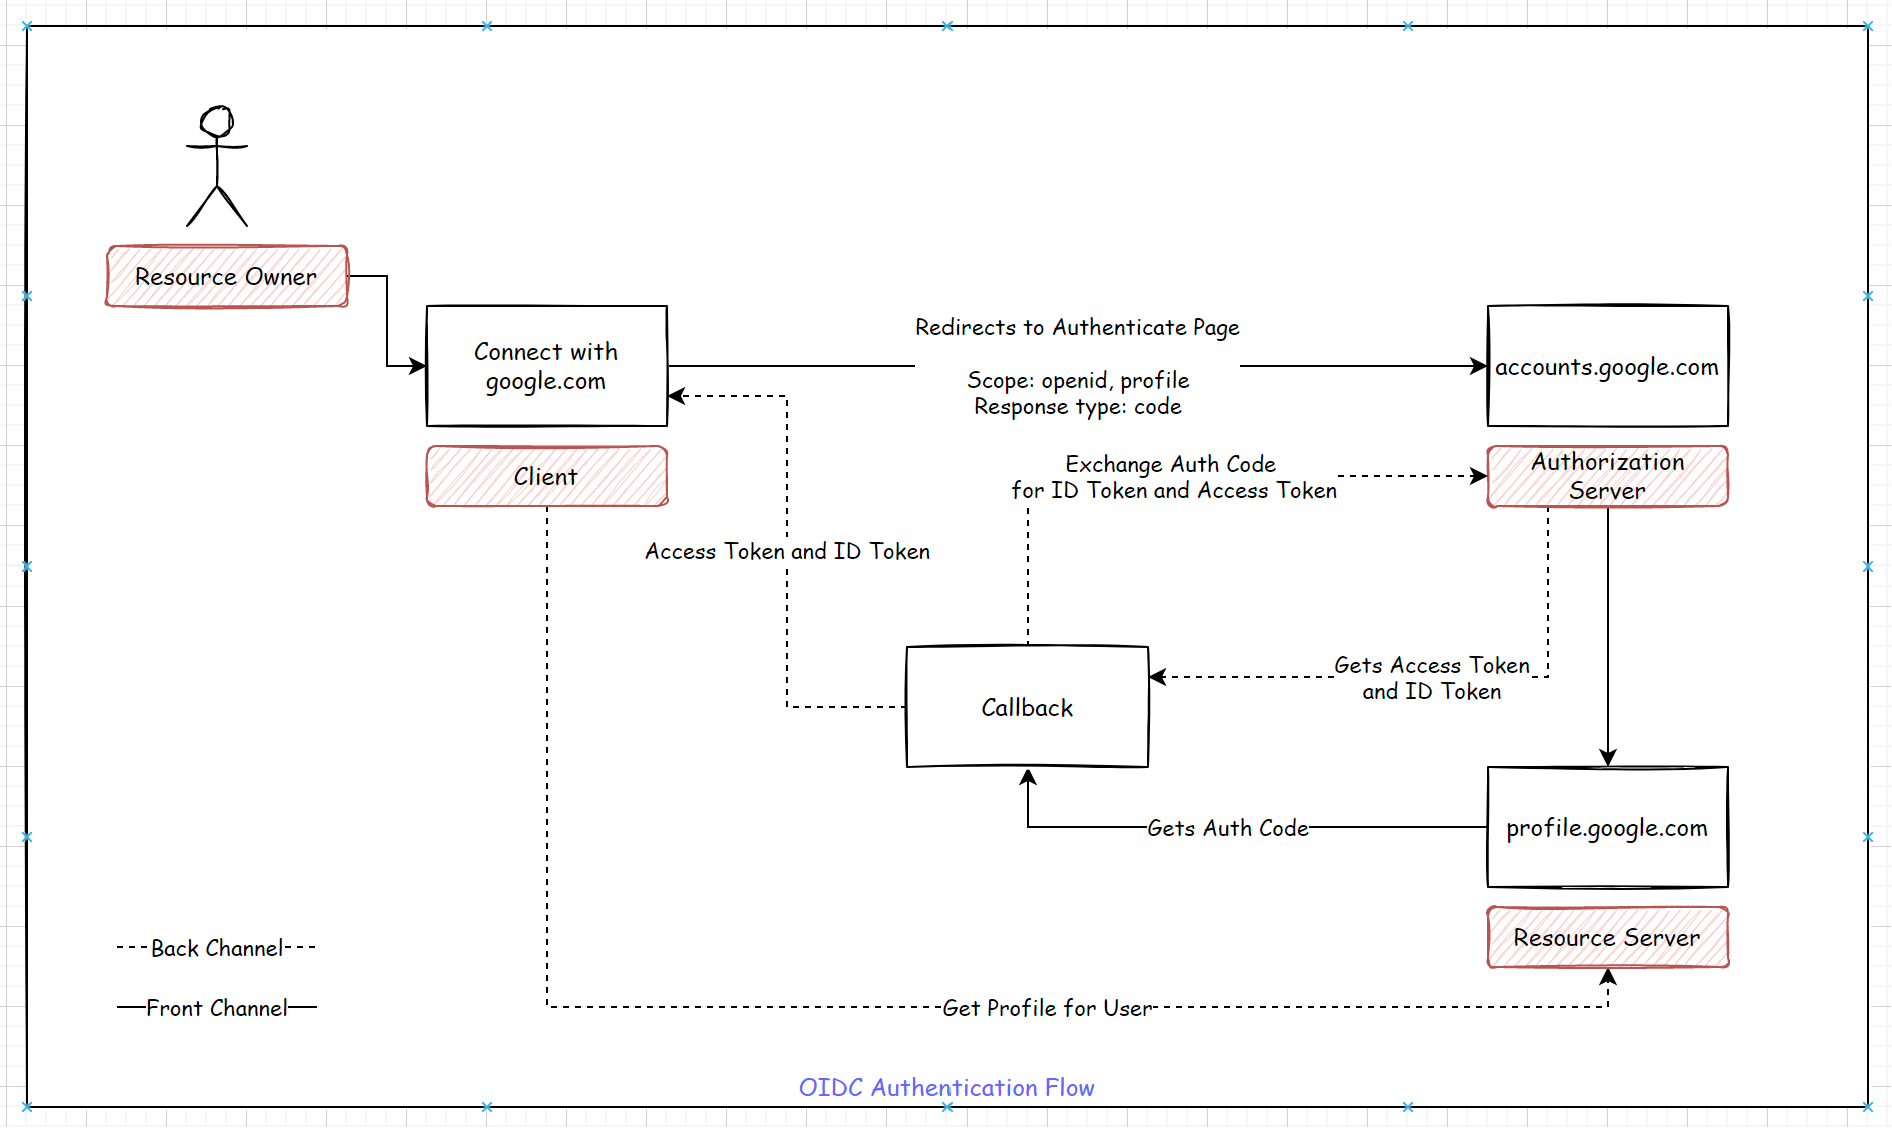 Resource Owner
Connect with
google.com
Redirects to Authenticate Page
Scope: openid, profile
Response type: code
accounts.google.com
Client
Exchange Auth Code
for ID Token and Access Token
Authorization
Server
Access Token and ID Token
Gets Access Token
and ID Token
Callback
Gets Auth Code
profile.google.com
Resource Server
Back Channel
Front Channel
Get Profile for User
OIDC Authentication Flow